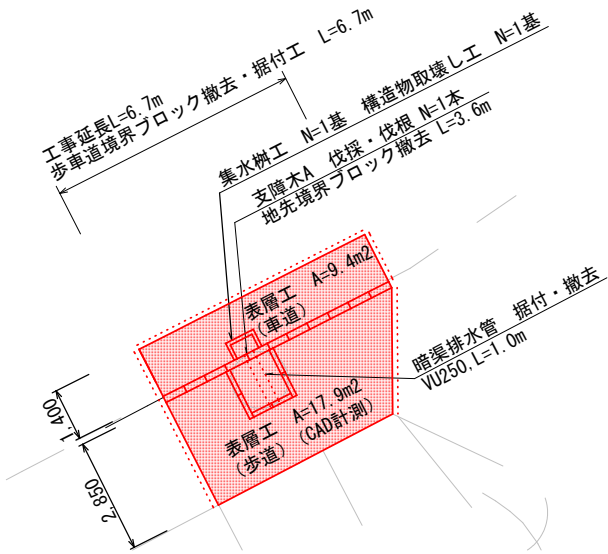 工事延長L=6.7m
歩車道境界ブロック撤去・据付工 L=6.7m
集水桝工 N=1基 構造物取壊し工 N=1基
支障木A 伐採・伐根 N=1本
地先境界ブロック撤去 L=3.6m
表層工 A=9.4m2
(車道)
暗渠排水管 据付・撤去
VU250,L=1.0m
表層工 A=17.9m2
(歩道) (CAD計測)
1,400
2,850